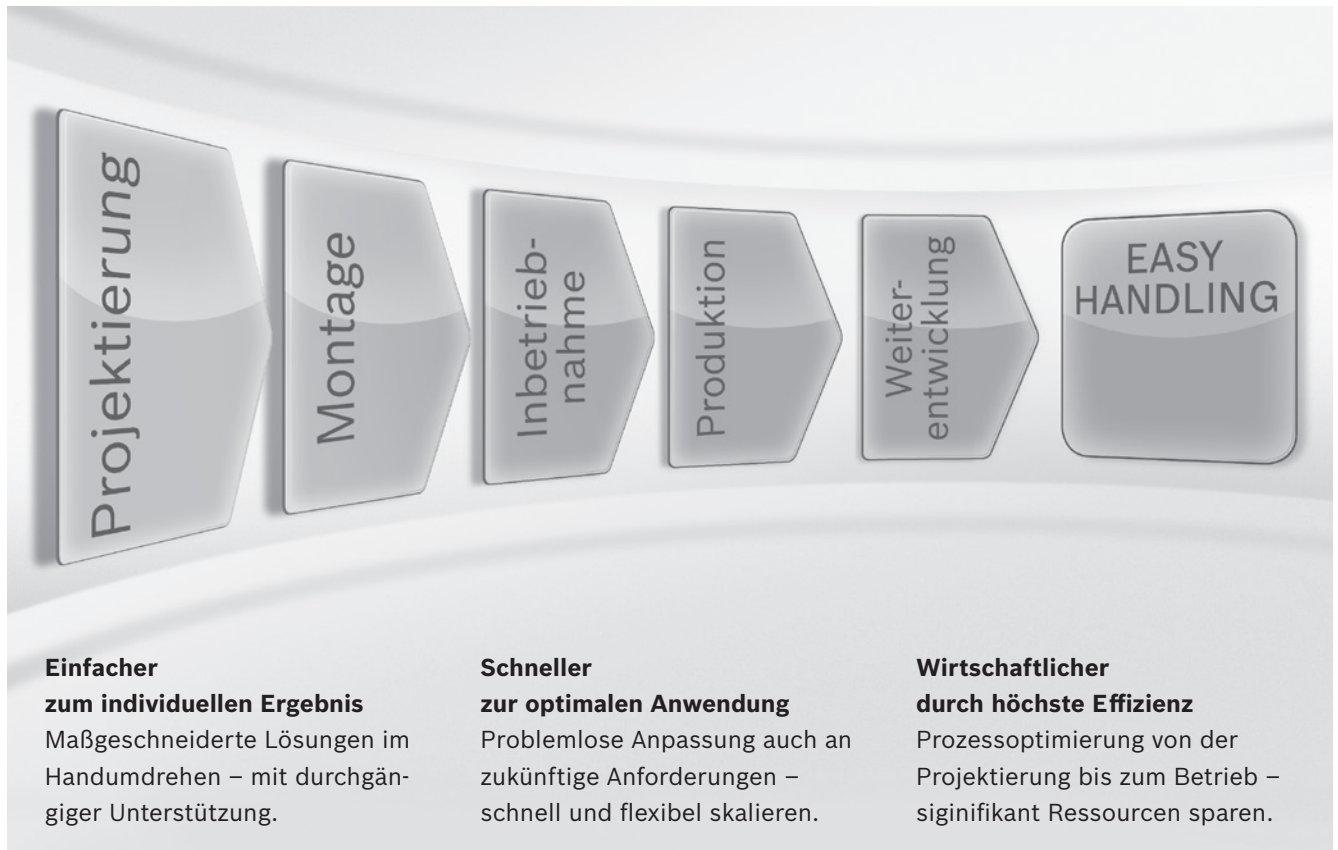 Projektierung
Montage
Inbetrieb-
nahme
Produktion
Weiter-
entwicklung
EASY
HANDLING
Einfacher
zum individuellen Ergebnis
Maßgeschneiderte Lösungen im
Handumdrehen – mit durchgän-
giger Unterstützung.
Schneller
zur optimalen Anwendung
Problemlose Anpassung auch an
zukünftige Anforderungen –
schnell und flexibel skalieren.
Wirtschaftlicher
durch höchste Effizienz
Prozessoptimierung von der
Projektierung bis zum Betrieb –
siginifikant Ressourcen sparen.